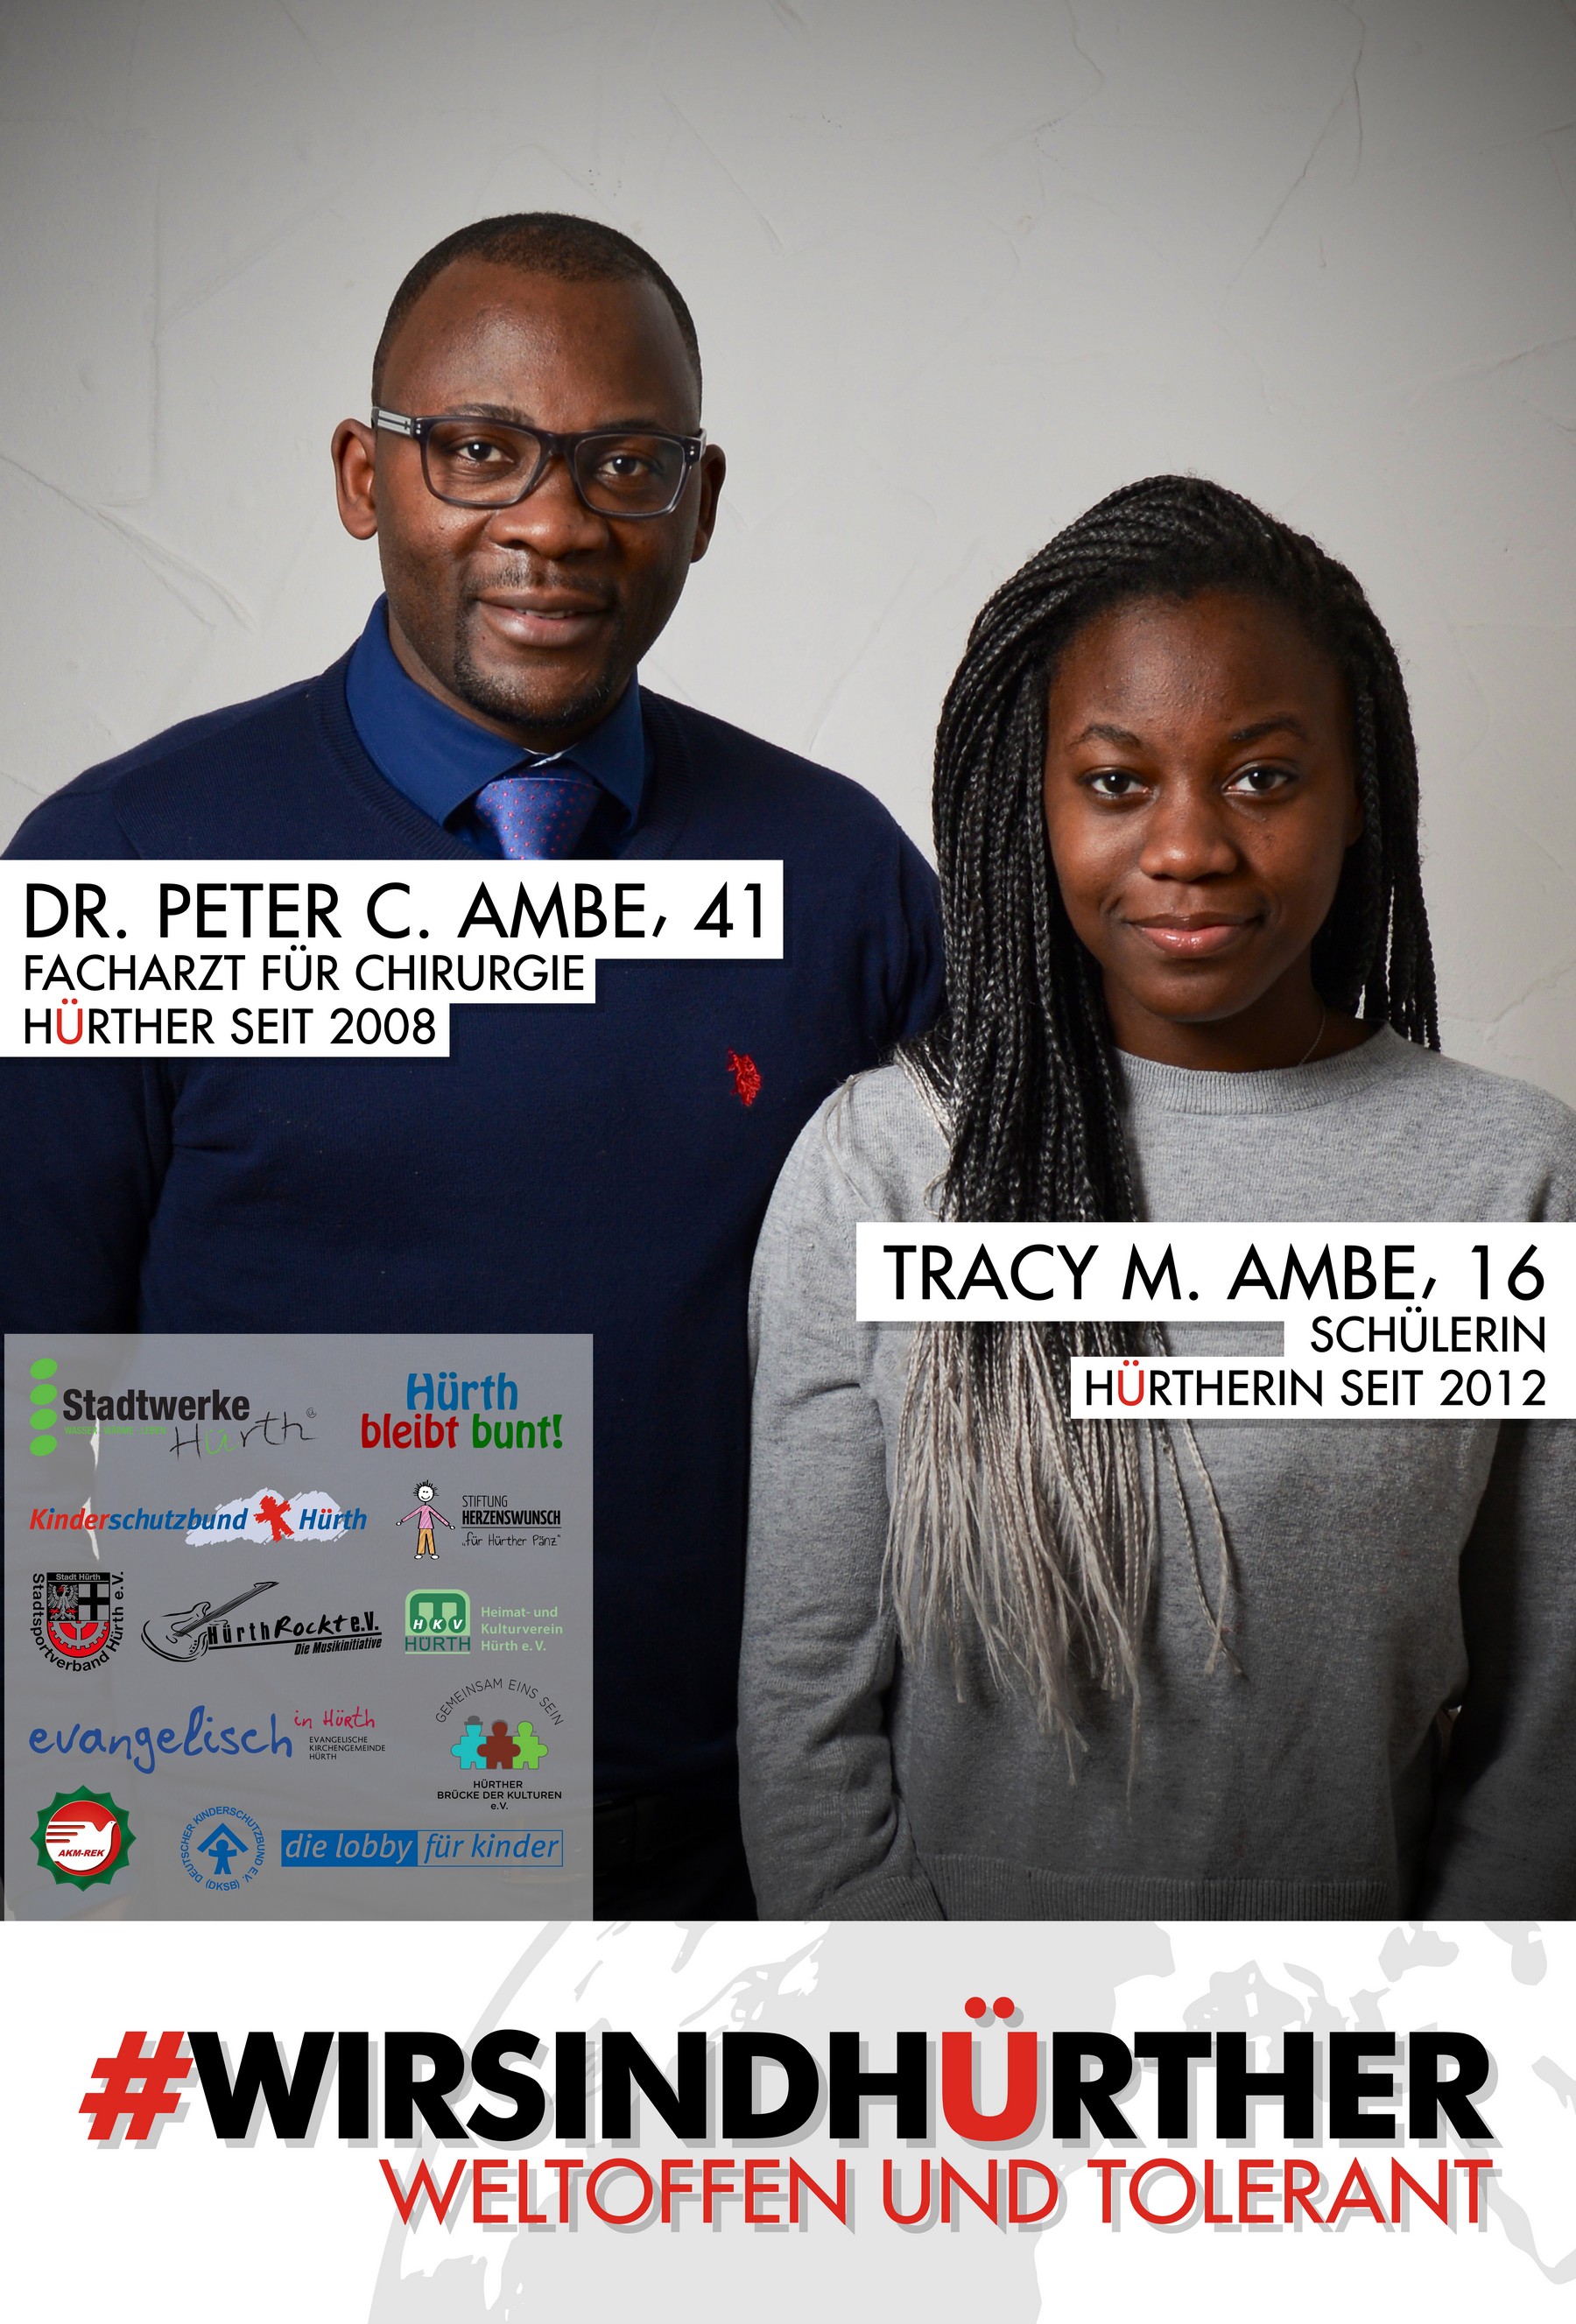 DR. PETER C. AMBE, 41
FACHARZT FÜR CHIRURGIE
HÜRTHER SEIT 2008
TRACY M. AMBE, 16
SCHÜLERIN
HÜRTHERIN SEIT 2012
Stadtwerke
Hürth
Hürth
bleibt bunt!
Kinderschutzbund Hürth
STIFTUNG
HERZENSWUNSCH
„für Hürther Pänz"
Stadt Hürth
Stadtsportverband Hürth e.V.
HürthRockt e.V.
Die Musikinitiative
HKV
HÜRTH
Heimat- und
Kulturverein
Hürth e. V.
evangelisch in Hürth
EVANGELISCHE
KIRCHENGEMEINDE
HÜRTH
GEMEINSAM EINS SEIN
HÜRTHER
BRÜCKE DER KULTUREN
e.V.
AKM-REK
DEUTSCHER KINDERSCHUTZBUND E.V.
(DKSB)
die lobby für kinder
#WIRSINDHÜRTHER
WELTOFFEN UND TOLERANT